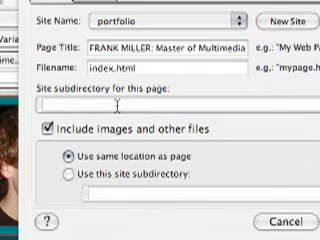 Site Name: portfolio New Site
Varia
Page Title: FRANK MILLER: Master of Multimedia e.g.: "My Web P
ime..
Filename: index.html e.g.: "mypage.h
Site subdirectory for this page:
Include images and other files
Use same location as page
Use this site subdirectory:
? Cancel